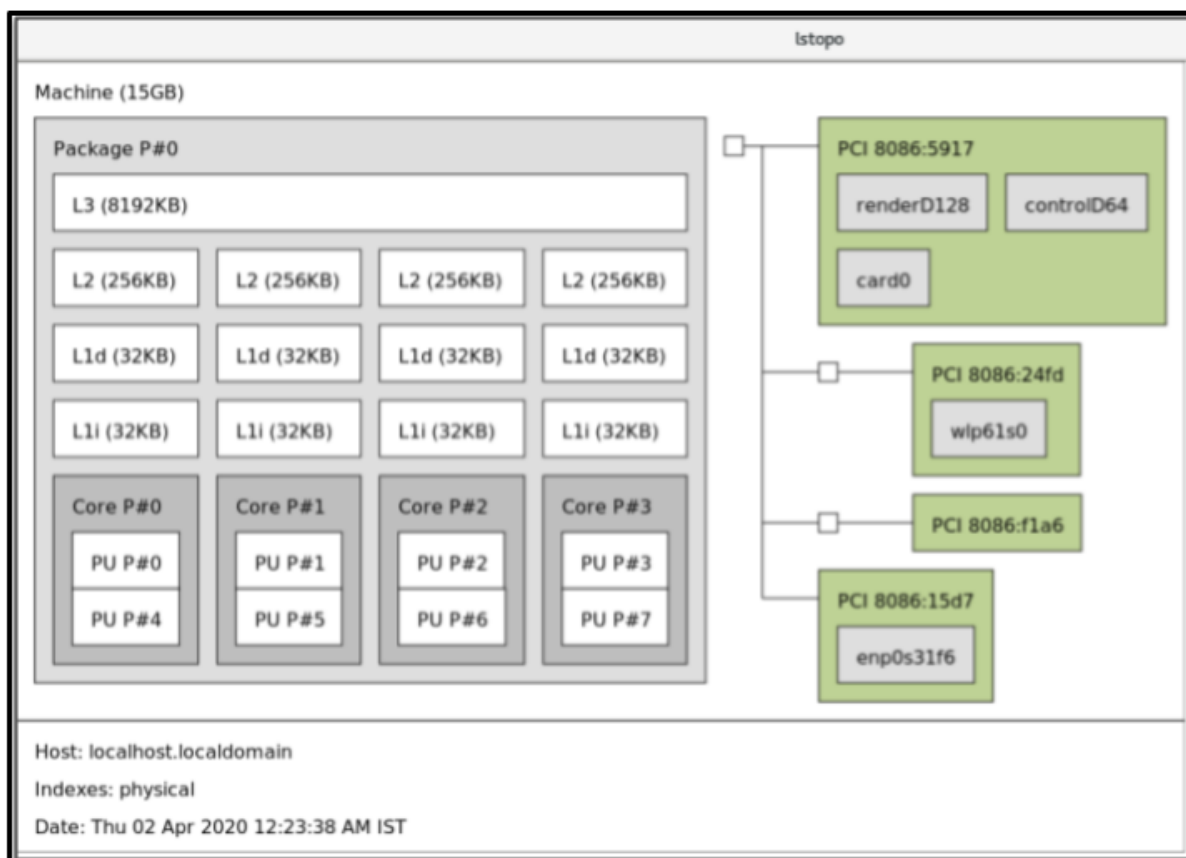 lstopo
Machine (15GB)
Package P#0
L3 (8192KB)
L2 (256KB) L2 (256KB) L2 (256KB) L2 (256KB)
L1d (32KB) L1d (32KB) L1d (32KB) L1d (32KB)
L1i (32KB) L1i (32KB) L1i (32KB) L1i (32KB)
Core P#0 Core P#1 Core P#2 Core P#3
PU P#0 PU P#1 PU P#2 PU P#3
PU P#4 PU P#5 PU P#6 PU P#7
PCI 8086:5917
renderD128 controlD64
card0
PCI 8086:24fd
wlp61s0
PCI 8086:f1a6
PCI 8086:15d7
enp0s31f6
Host: localhost.localdomain
Indexes: physical
Date: Thu 02 Apr 2020 12:23:38 AM IST